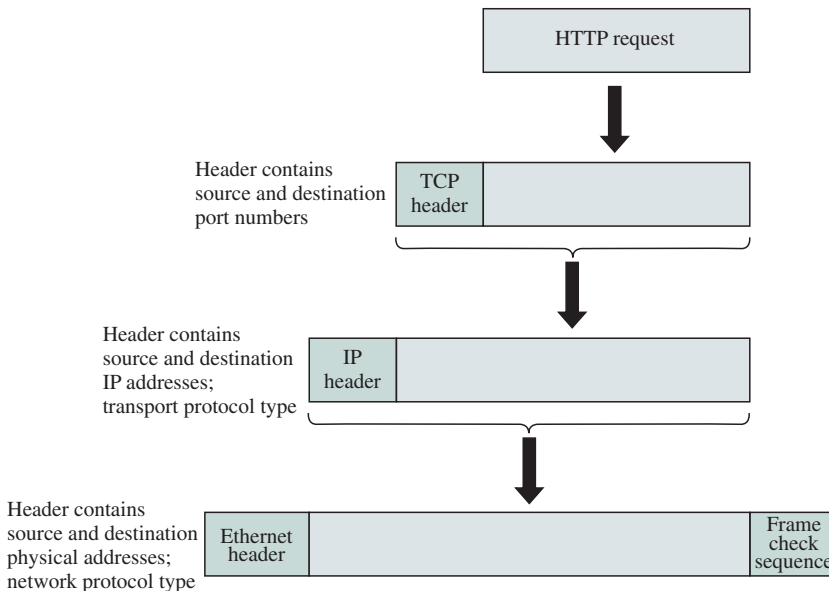 HTTP request
Header contains
source and destination
port numbers
TCP
header
Header contains
source and destination
IP addresses;
transport protocol type
IP
header
Header contains
source and destination
physical addresses;
network protocol type
Ethernet
header
Frame
check
sequence